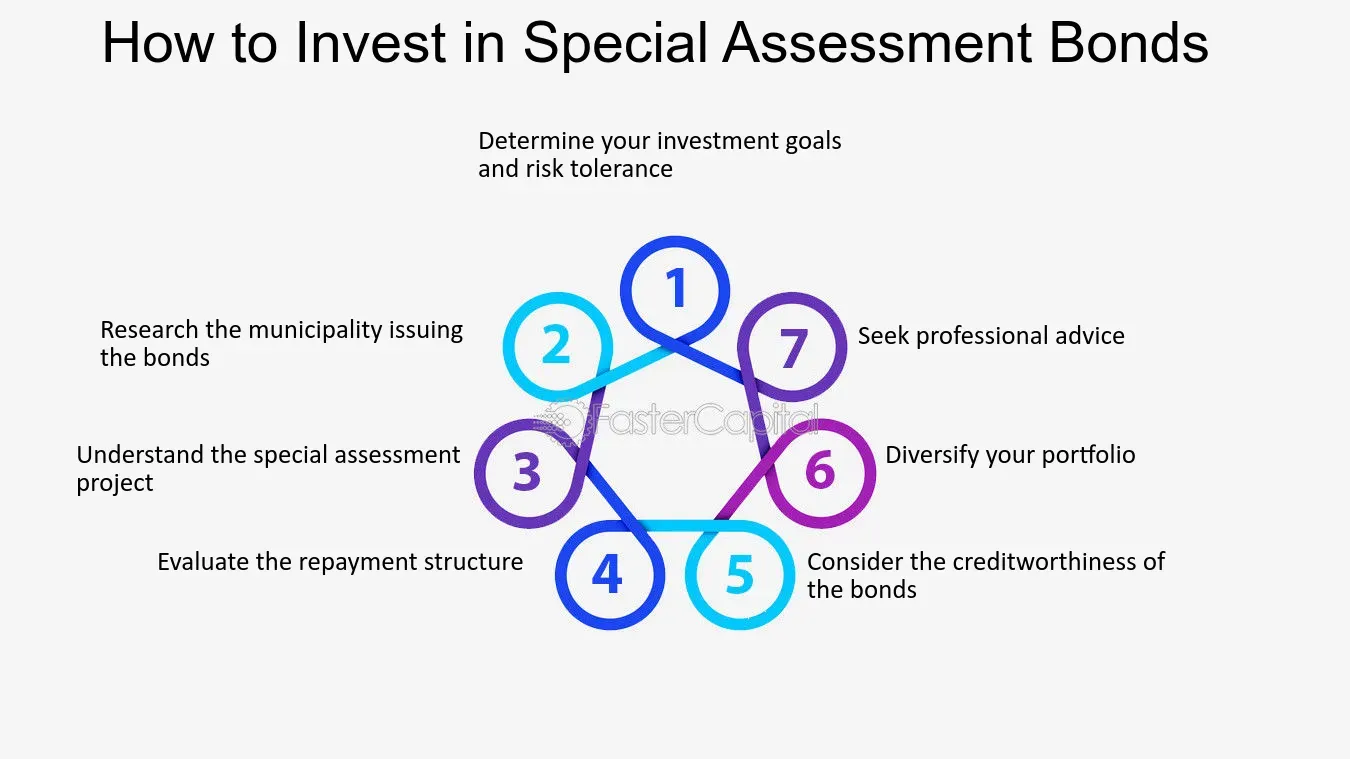 How to Invest in Special Assessment Bonds
Determine your investment goals
and risk tolerance
1
2
Research the municipality issuing
the bonds
3
Understand the special assessment
project
4
Evaluate the repayment structure
5
Consider the creditworthiness of
the bonds
6
Diversify your portfolio
7
Seek professional advice
FasterCapital